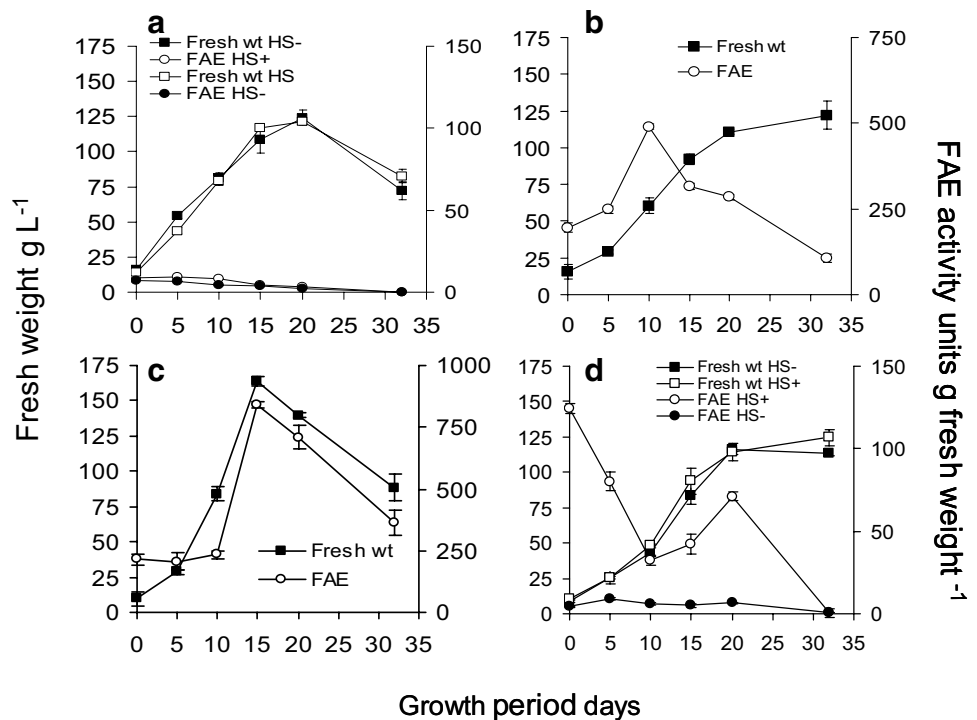 a
Fresh wt HS-
FAE HS+
Fresh wt HS
FAE HS-
175
150
125
100
75
50
25
0
150
100
50
0
0 5 10 15 20 25 30 35
b
Fresh wt
FAE
175
150
125
100
75
50
25
0
750
500
250
0
0 5 10 15 20 25 30 35
c
Fresh wt
FAE
175
150
125
100
75
50
25
0
1000
750
500
250
0
0 5 10 15 20 25 30 35
d
Fresh wt HS-
Fresh wt HS+
FAE HS+
FAE HS-
175
150
125
100
75
50
25
0
150
100
50
0
0 5 10 15 20 25 30 35
Fresh weight g L-1
FAE activity units g fresh weight -1
Growth period days